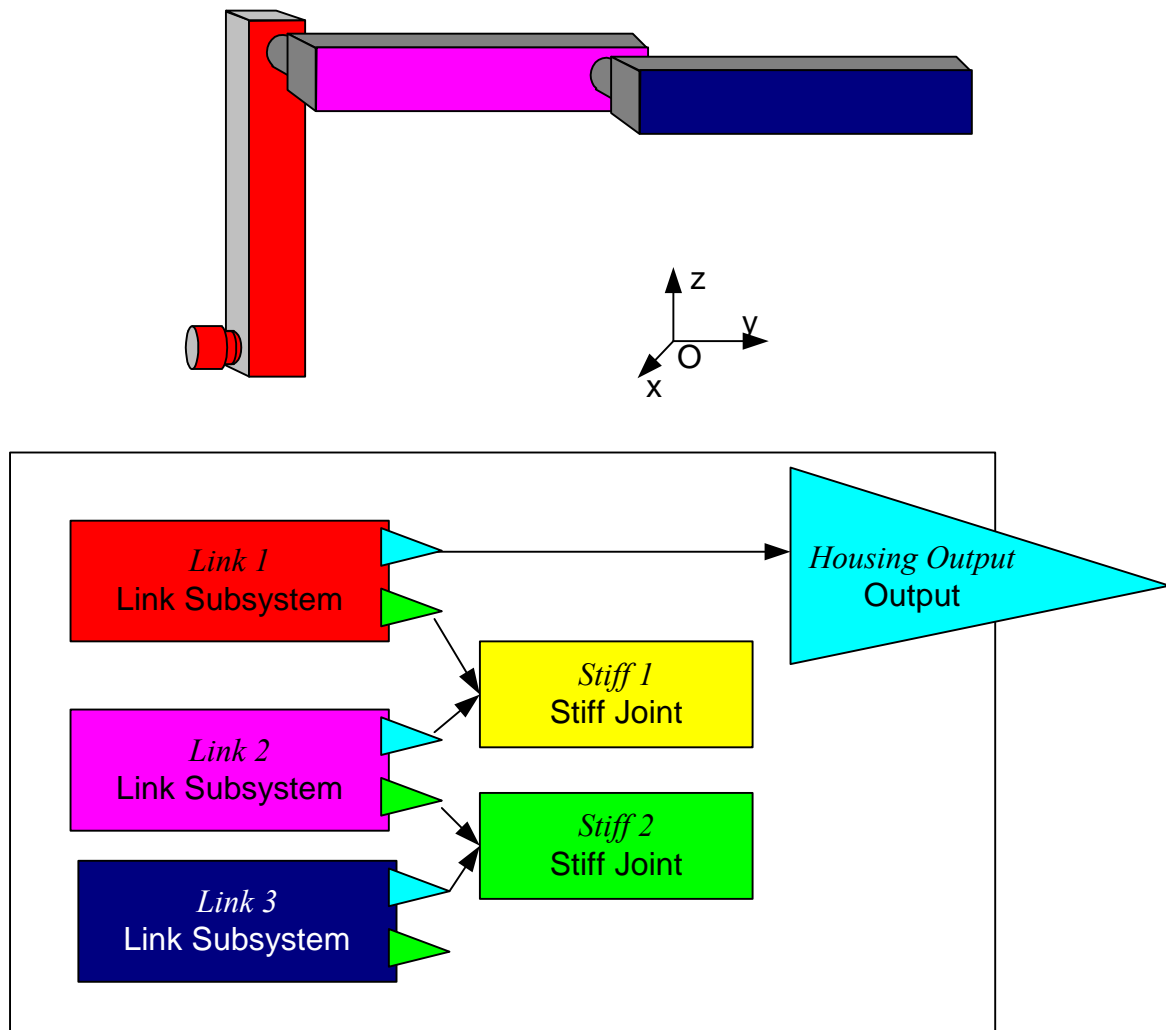 z
y
O
x
Link 1
Link Subsystem
Housing Output
Output
Stiff 1
Stiff Joint
Link 2
Link Subsystem
Stiff 2
Stiff Joint
Link 3
Link Subsystem